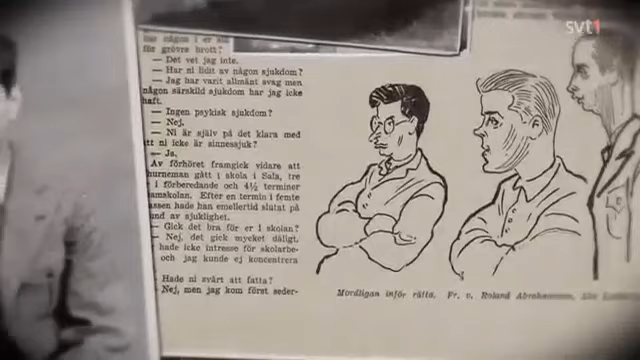 svt1
för grövre brott?
— Det vet jag inte.
— Har ni lidit av någon sjukdom?
— Jag har varit allmänt svag men
någon särskild sjukdom har jag icke
haft.
— Ingen psykisk sjukdom?
— Nej.
— Ni är själv på det klara med
att ni icke är sinnessjuk?
— Ja.
Av förhöret framgick vidare att
hurneman gått i skola i Sala, tre
i förberedande och 4½ terminer
amskolan. Efter en termin i femte
assen hade han emellertid slutat på
und av sjuklighet.
— Gick det bra för er i skolan?
— Nej, det gick mycket dåligt.
hade icke intresse för skolarbe-
och jag kunde ej koncentrera
Hade ni svårt att fatta?
Nej, men jag kom först seder-
Mordligan inför rätta. Fr. v. Roland Abrahamsson,